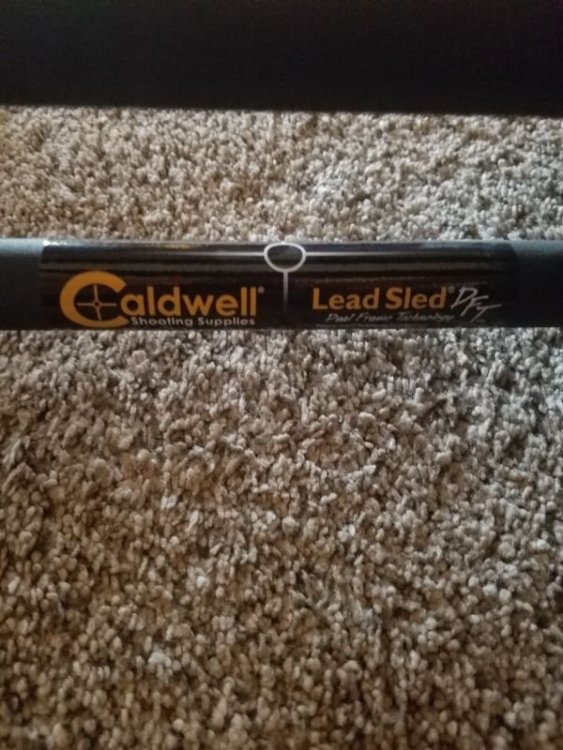 Caldwell®
Shooting Supplies
Lead Sled® DFT
Dual Frame Technology